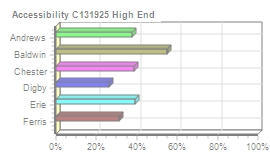 Accessibility C131925 High End
Andrews
Baldwin
Chester
Digby
Erie
Ferris
0% 20% 40% 60% 80% 100%